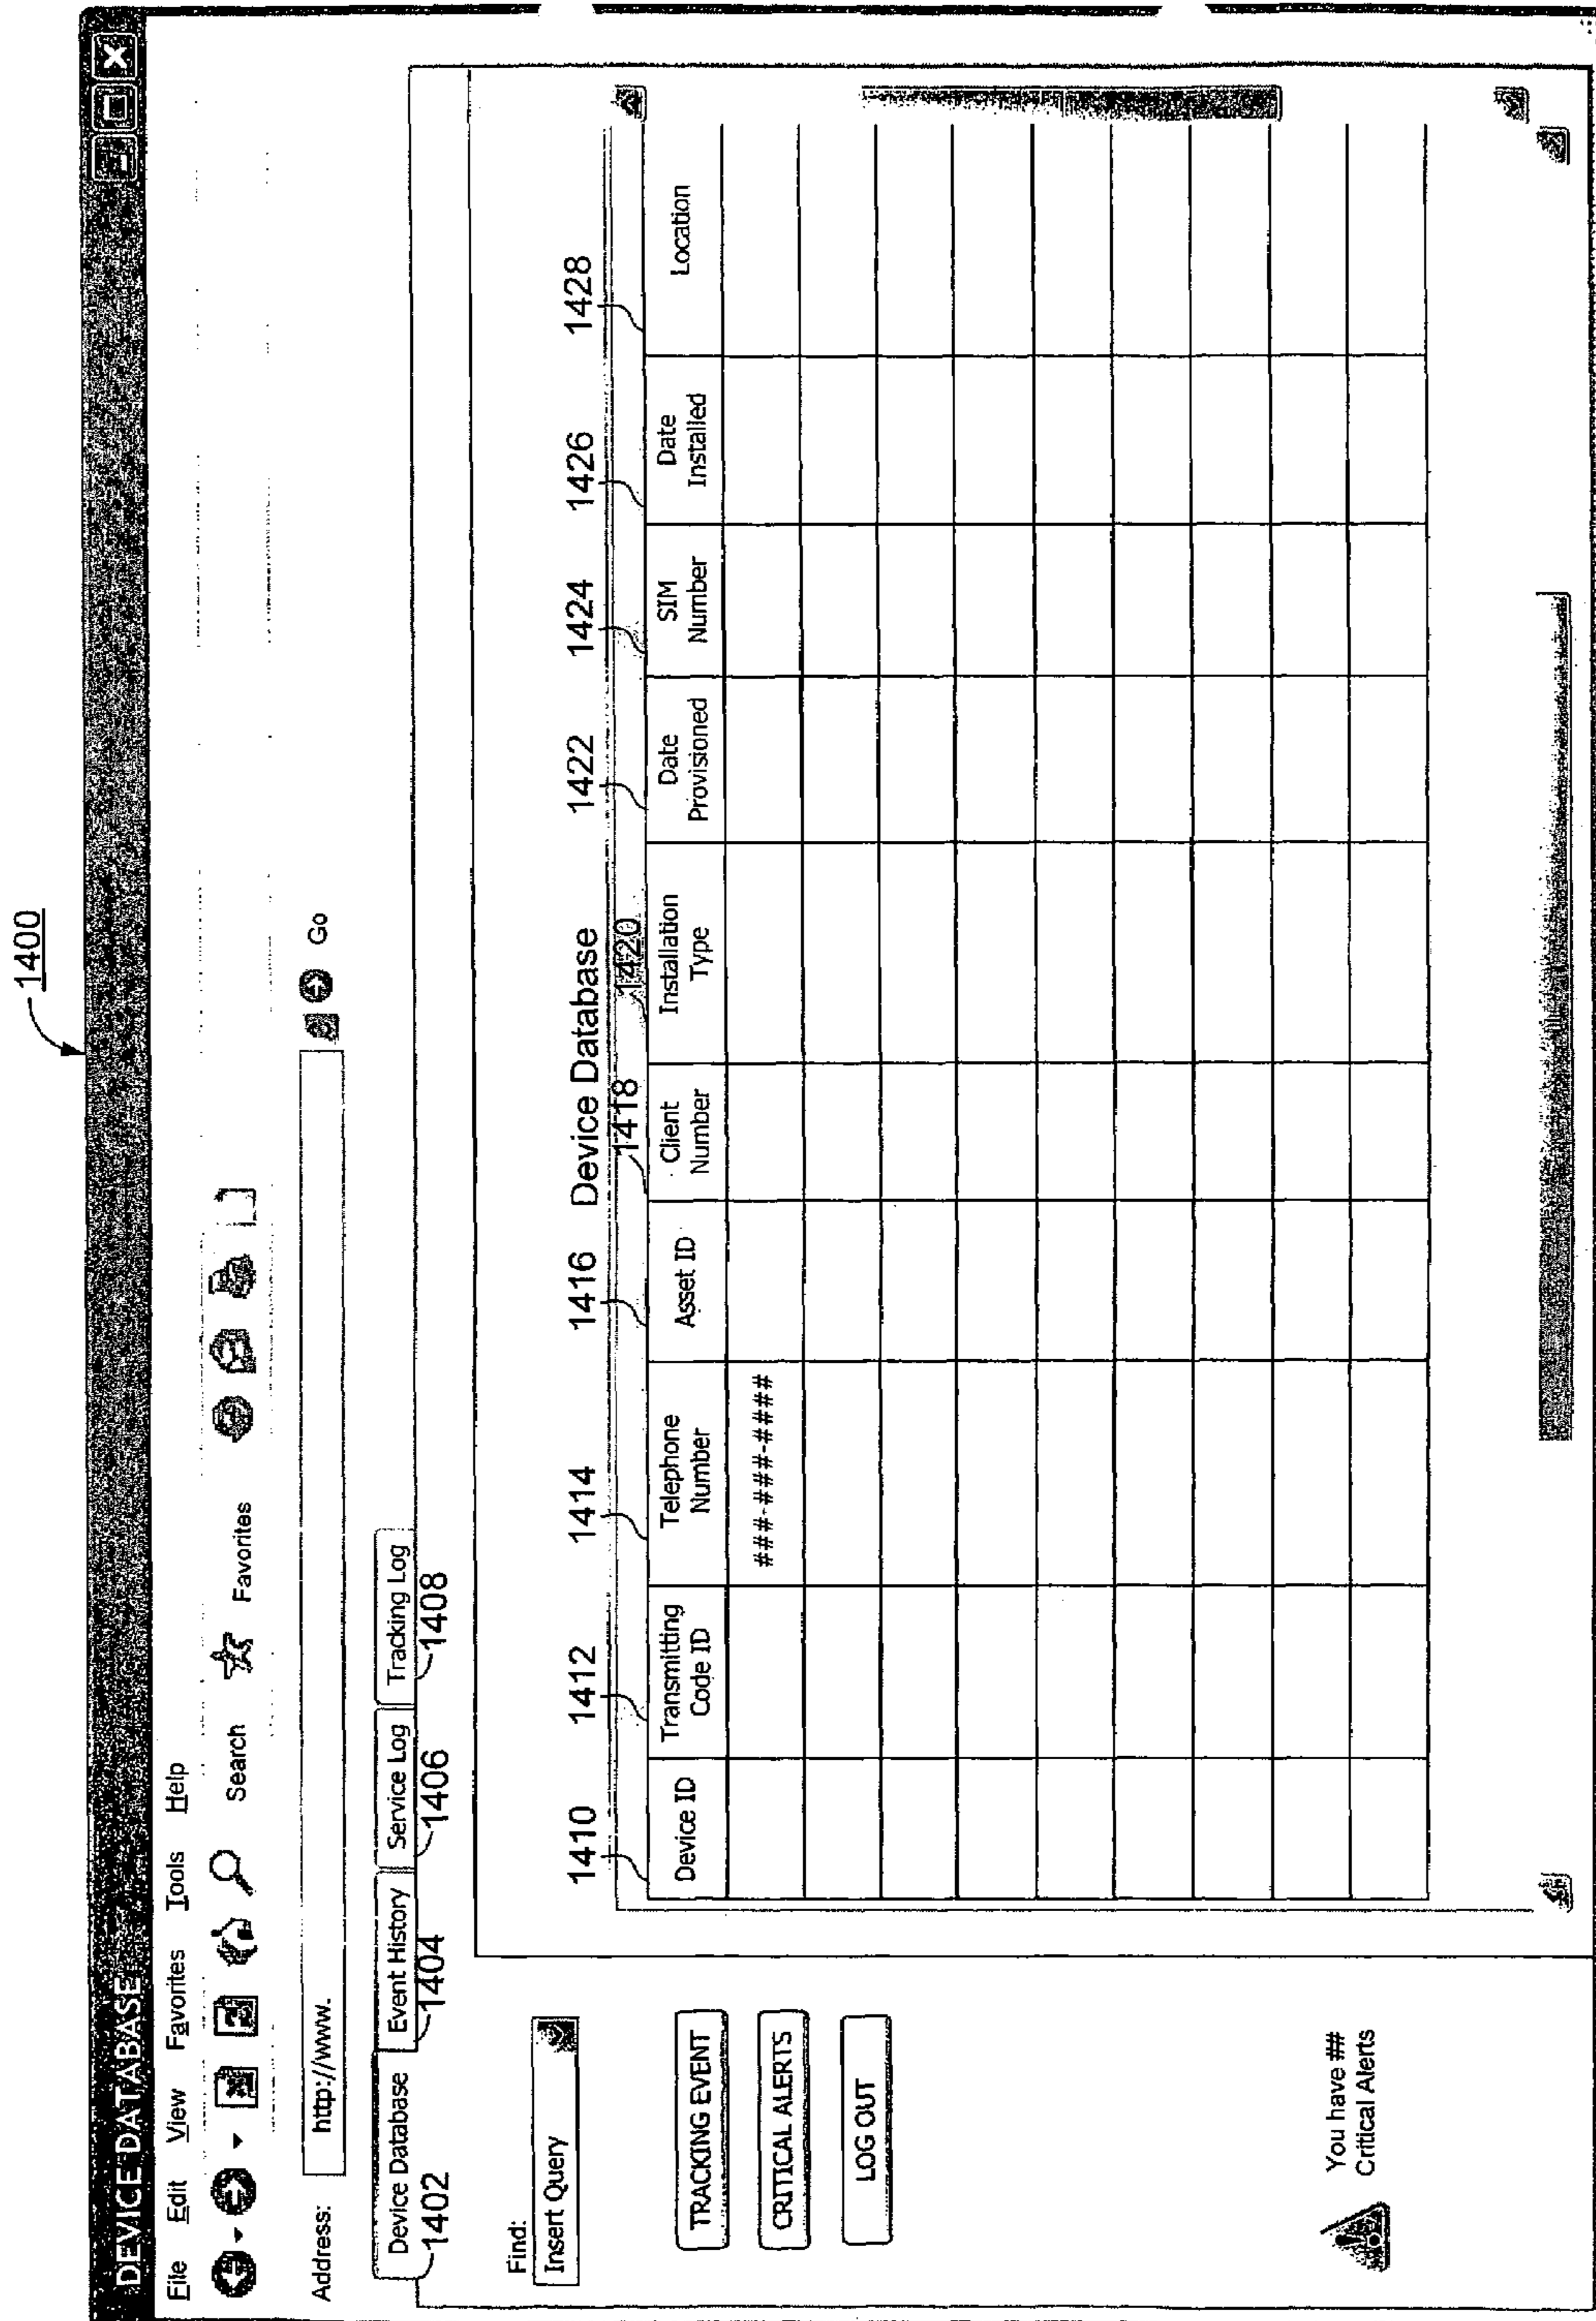 1400
DEVICE DATABASE
File Edit View Favorites Tools Help
Search Favorites
Address: http://www. Go
Device Database Event History Service Log Tracking Log
1402 1404 1406 1408
Find:
Insert Query
TRACKING EVENT
CRITICAL ALERTS
LOG OUT
You have ##
Critical Alerts
Device Database
1410 1412 1414 1416 1418 1420 1422 1424 1426 1428
Device ID
Transmitting
Code ID
Telephone
Number
Asset ID
Client
Number
Installation
Type
Date
Provisioned
SIM
Number
Date
Installed
Location
###-###-####